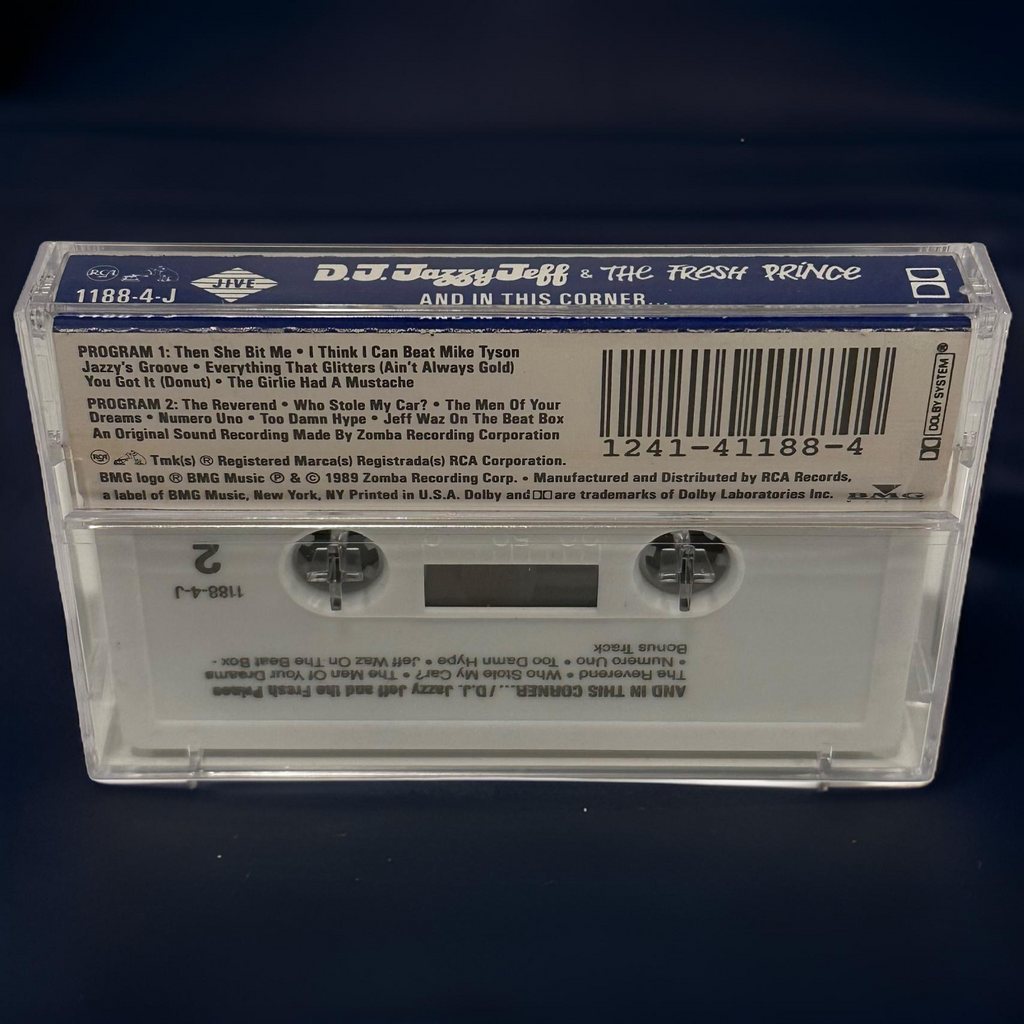 RCA
1188-4-J
JIVE
D.J. Jazzy Jeff & THE FRESH PRINCE
AND IN THIS CORNER...
PROGRAM 1: Then She Bit Me • I Think I Can Beat Mike Tyson
Jazzy's Groove • Everything That Glitters (Ain't Always Gold)
You Got It (Donut) • The Girlie Had A Mustache
PROGRAM 2: The Reverend • Who Stole My Car? • The Men Of Your
Dreams • Numero Uno • Too Damn Hype • Jeff Waz On The Beat Box
An Original Sound Recording Made By Zomba Recording Corporation
RCA Tmk(s) ® Registered Marca(s) Registrada(s) RCA Corporation.
BMG logo ® BMG Music ℗ & © 1989 Zomba Recording Corp. • Manufactured and Distributed by RCA Records,
a label of BMG Music, New York, NY Printed in U.S.A. Dolby and are trademarks of Dolby Laboratories Inc.
BMG
1241-41188-4
DOLBY SYSTEM®
AND IN THIS CORNER..../D.J. Jazzy Jeff and the Fresh Prince
The Reverend • Who Stole My Car? • The Men Of Your Dreams
• Numero Uno • Too Damn Hype • Jeff Waz On The Beat Box -
Bonus Track
1188-4-J
2